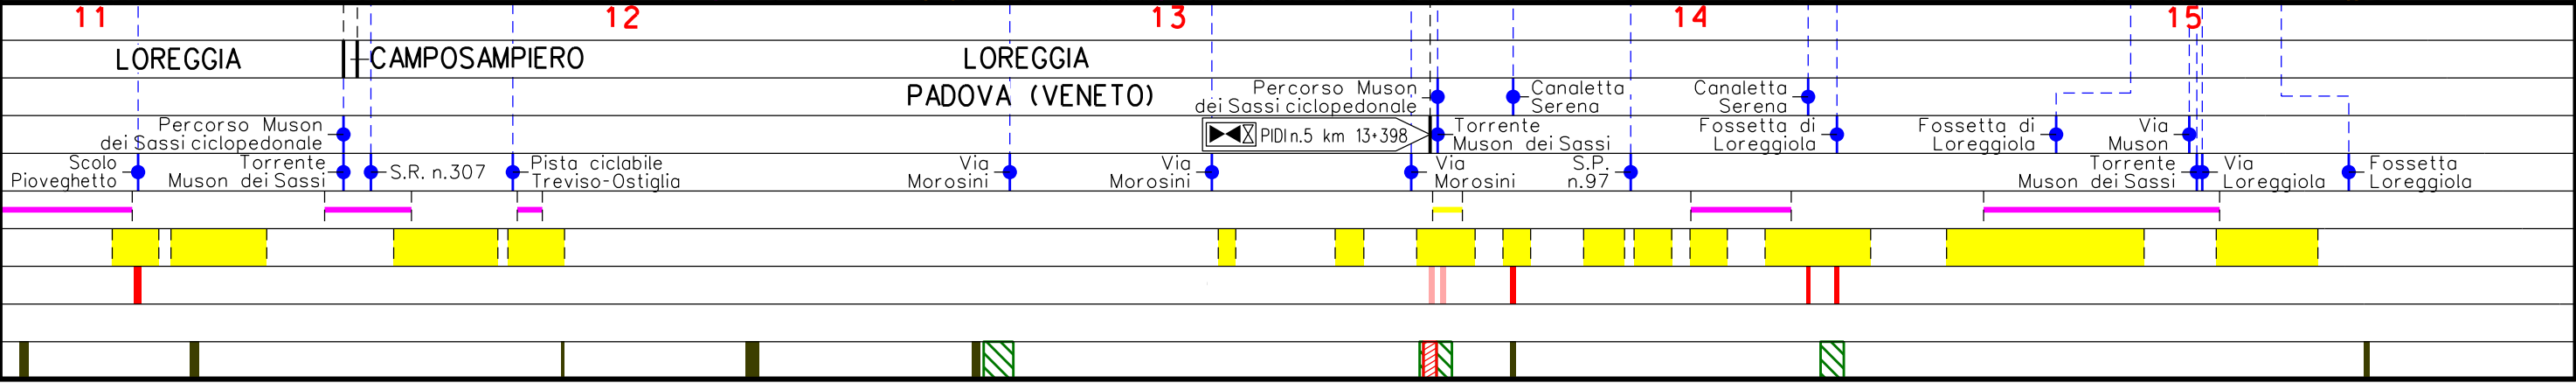 11 12 13 14 15
LOREGGIA CAMPOSAMPIERO LOREGGIA
PADOVA (VENETO)
Percorso Muson
dei Sassi ciclopedonale
Canaletta
Serena
Canaletta
Serena
Percorso Muson
dei Sassi ciclopedonale
PIDI n.5 km 13+398
Torrente
Muson dei Sassi
Fossetta di
Loreggiola
Fossetta di
Loreggiola
Via
Muson
Scolo
Pioveghetto
Torrente
Muson dei Sassi
S.R. n.307
Pista ciclabile
Treviso-Ostiglia
Via
Morosini
Via
Morosini
Via
Morosini
S.P.
n.97
Torrente
Muson dei Sassi
Via
Loreggiola
Fossetta
Loreggiola